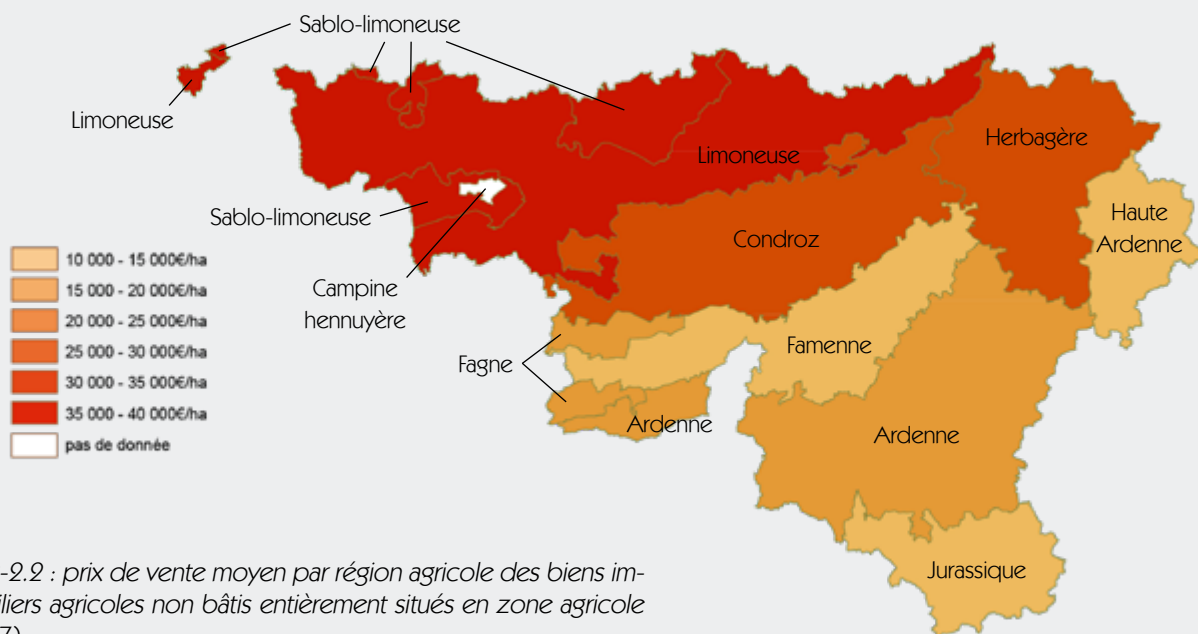 Sablo-limoneuse
Limoneuse
Limoneuse
Herbagère
Sablo-limoneuse
Haute
Ardenne
Condroz
10 000 - 15 000€/ha
15 000 - 20 000€/ha
20 000 - 25 000€/ha
25 000 - 30 000€/ha
30 000 - 35 000€/ha
35 000 - 40 000€/ha
pas de donnée
Campine
hennuyère
Famenne
Fagne
Ardenne
Ardenne
Jurassique
-2.2 : prix de vente moyen par région agricole des biens im-
iliers agricoles non bâtis entièrement situés en zone agricole
7)